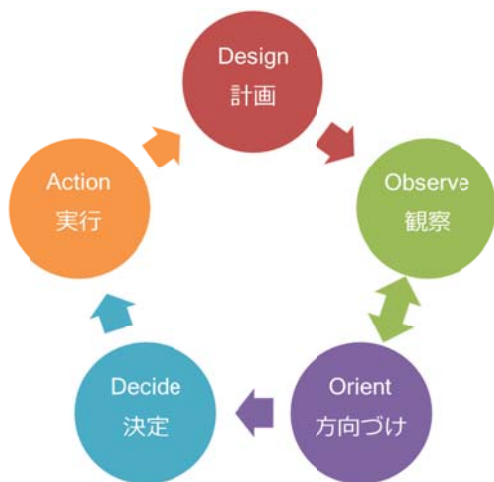 Design
計画
Observe
観察
Orient
方向づけ
Decide
決定
Action
実行